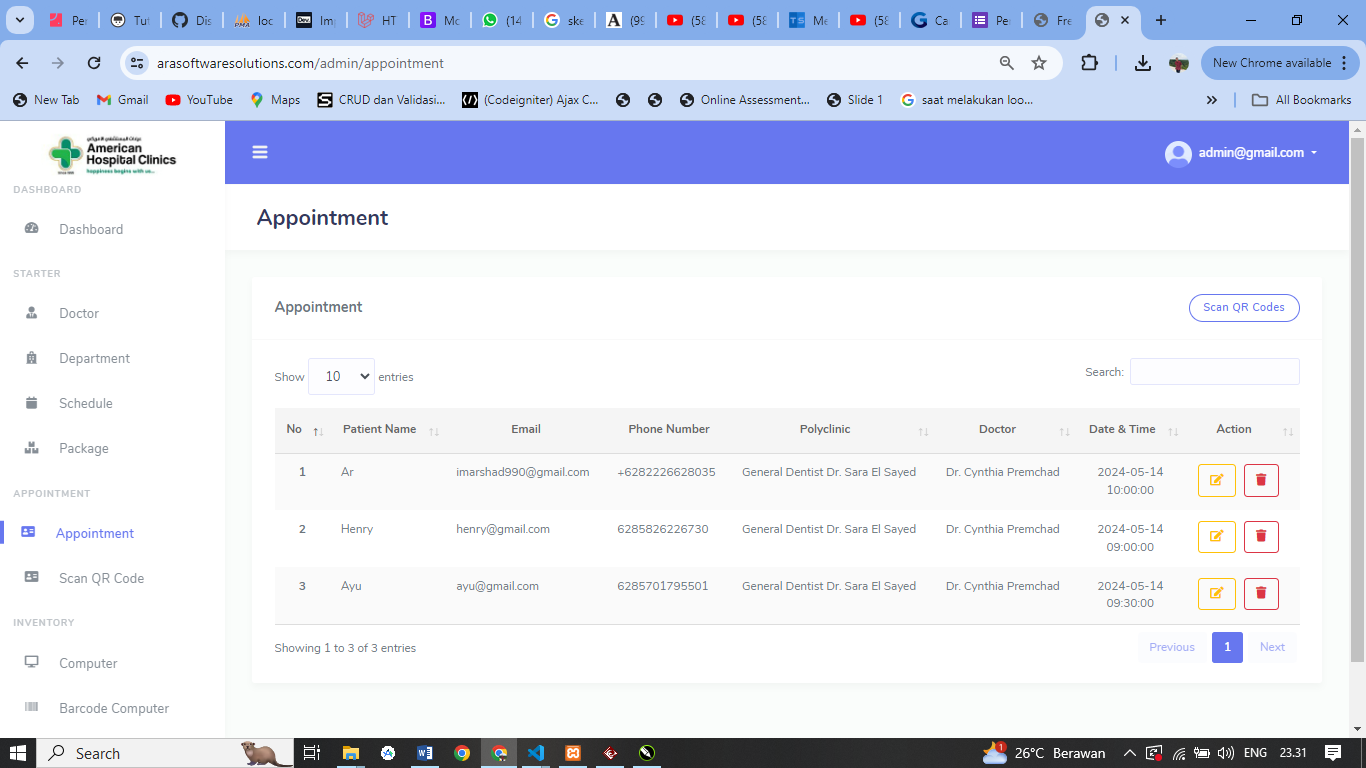 Per
Tut
Dis
loc
Im
HT
Mo
(14
ske
(99
(58
(58
Me
(58
Ca
Per
Fre
arasoftwaresolutions.com/admin/appointment
New Chrome available
New Tab
Gmail
YouTube
Maps
CRUD dan Validasi...
(Codeigniter) Ajax C...
Online Assessment...
Slide 1
saat melakukan loo...
All Bookmarks
American
Hospital Clinics
happiness begins with us...
admin@gmail.com
DASHBOARD
Dashboard
STARTER
Doctor
Department
Schedule
Package
APPOINTMENT
Appointment
Scan QR Code
INVENTORY
Computer
Barcode Computer
Appointment
Appointment
Scan QR Codes
Show 10 entries
Search:
No Patient Name Email Phone Number Polyclinic Doctor Date & Time Action
1 Ar imarshad990@gmail.com +6282226628035 General Dentist Dr. Sara El Sayed Dr. Cynthia Premchad 2024-05-14
10:00:00
2 Henry henry@gmail.com 6285826226730 General Dentist Dr. Sara El Sayed Dr. Cynthia Premchad 2024-05-14
09:00:00
3 Ayu ayu@gmail.com 6285701795501 General Dentist Dr. Sara El Sayed Dr. Cynthia Premchad 2024-05-14
09:30:00
Showing 1 to 3 of 3 entries
Previous 1 Next
Search
26°C Berawan
ENG
23.31